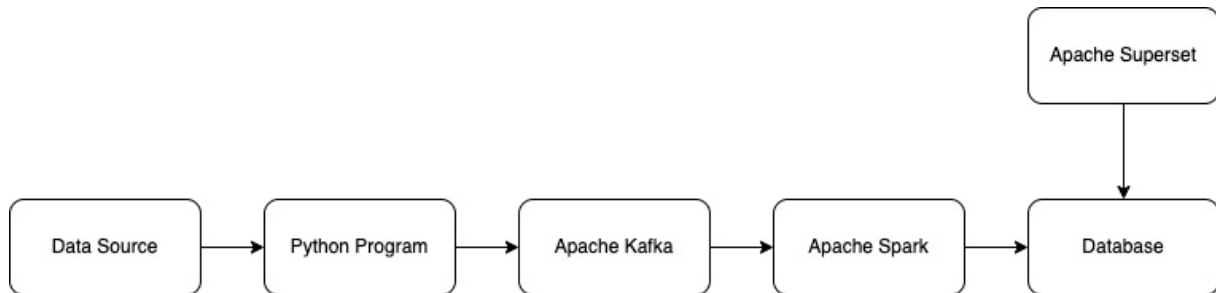 Apache Superset
Data Source
Python Program
Apache Kafka
Apache Spark
Database